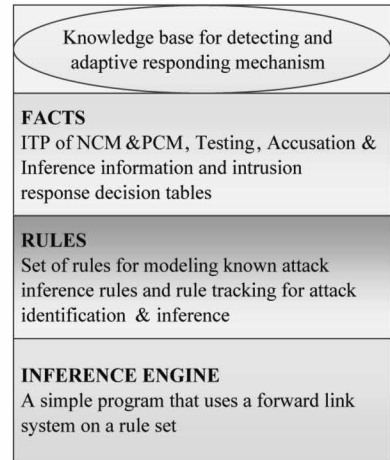 Knowledge base for detecting and
adaptive responding mechanism
FACTS
ITP of NCM &PCM, Testing, Accusation &
Inference information and intrusion
response decision tables
RULES
Set of rules for modeling known attack
inference rules and rule tracking for attack
identification & inference
INFERENCE ENGINE
A simple program that uses a forward link
system on a rule set